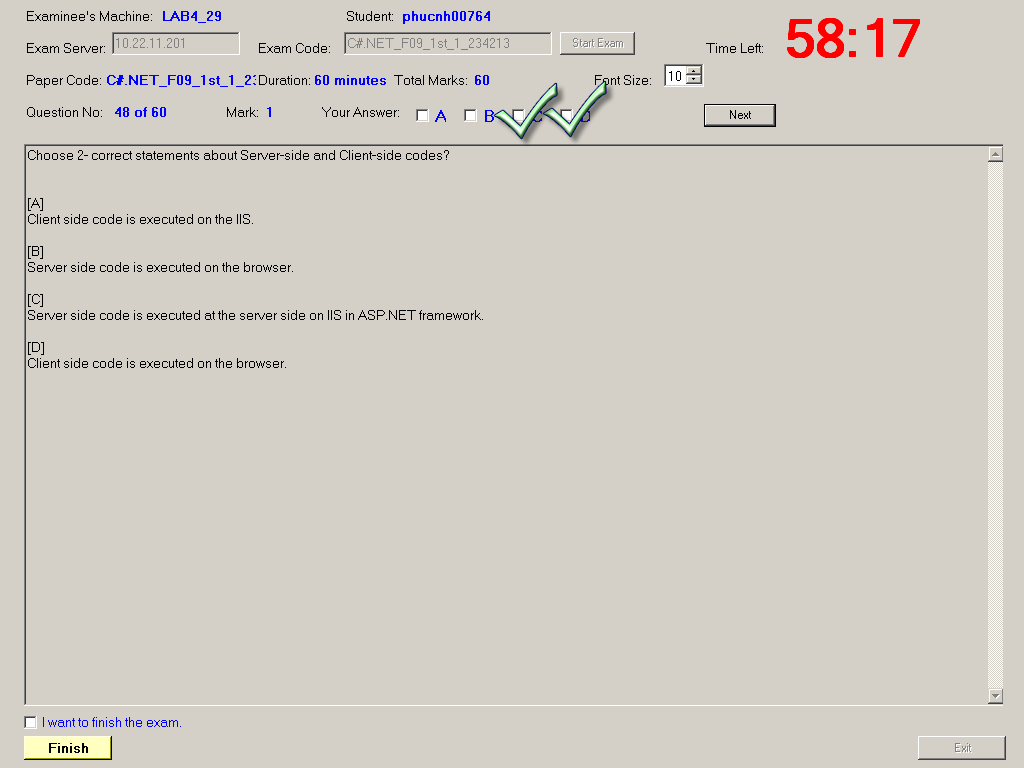 Examinee's Machine: LAB4_29 Student: phucnh00764
Exam Server: 10.22.11.201 Exam Code: C#.NET_F09_1st_1_234213 Start Exam Time Left: 58:17
Paper Code: C#.NET_F09_1st_1_23 Duration: 60 minutes Total Marks: 60 Font Size: 10
Question No: 48 of 60 Mark: 1 Your Answer: A B C D Next
Choose 2- correct statements about Server-side and Client-side codes?
[A]
Client side code is executed on the IIS.
[B]
Server side code is executed on the browser.
[C]
Server side code is executed at the server side on IIS in ASP.NET framework.
[D]
Client side code is executed on the browser.
I want to finish the exam.
Finish Exit